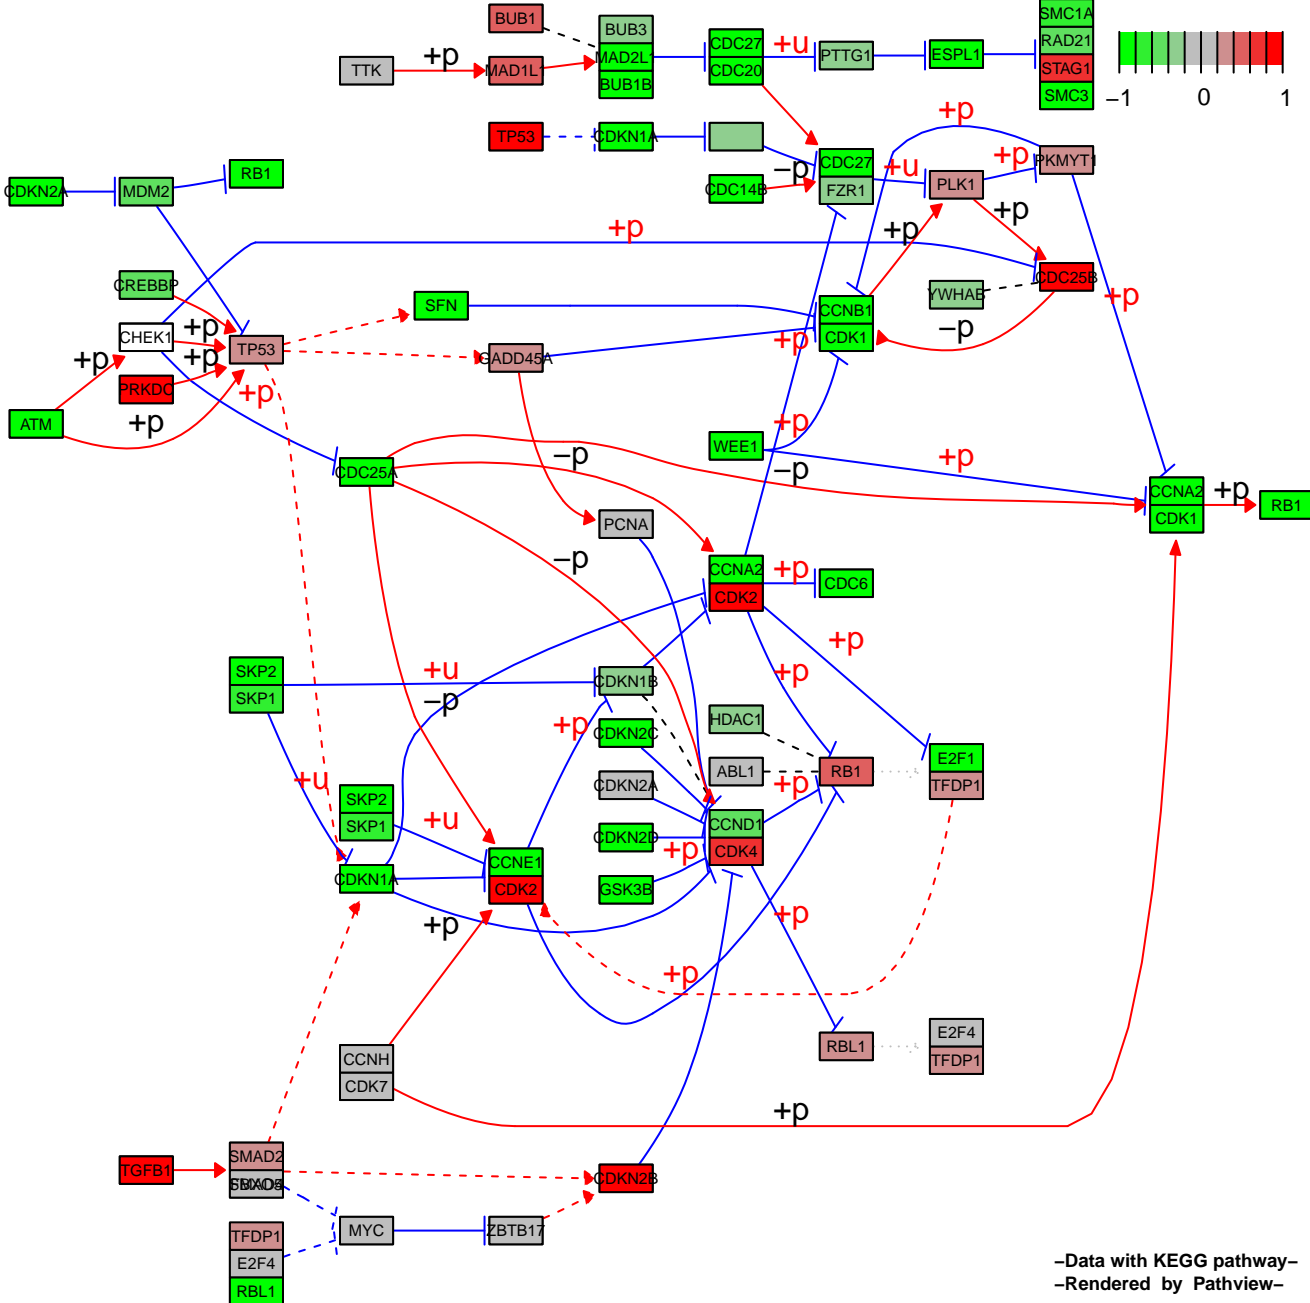 SMC1A
BUB1
BUB3
CDC27
+u
RAD21
+p
MAD2L1
PTTG1
ESPL1
TTK
MAD1L1
CDC20
STAG1
BUB1B
SMC3
−1
0
1
+p
TP53
CDKN1A
+p
PKMYT1
CDC27
−p
+u
RB1
CDKN2A
MDM2
CDC14B
FZR1
PLK1
+p
+p
+p
CREBBP
CDC25B
YWHAB
+p
SFN
CCNB1
−p
CHEK1
+p
CDK1
+p
TP53
GADD45A
+p
+p
PRKDC
+p
ATM
+p
+p
WEE1
−p
+p
−p
CDC25A
CCNA2
+p
RB1
CDK1
PCNA
−p
CCNA2
+p
CDC6
CDK2
+p
SKP2
+u
CDKN1B
+p
SKP1
−p
HDAC1
+p
CDKN2C
E2F1
+u
CDKN2A
ABL1
RB1
+p
TFDP1
SKP2
+u
SKP1
CCND1
CDKN2D
+p
CDK4
CCNE1
CDKN1A
CDK2
GSK3B
+p
+p
+p
RBL1
E2F4
TFDP1
CCNH
CDK7
+p
SMAD2
TGFB1
CDKN2B
MYC
ZBTB17
TFDP1
E2F4
RBL1
−Data with KEGG pathway−
−Rendered by Pathview−